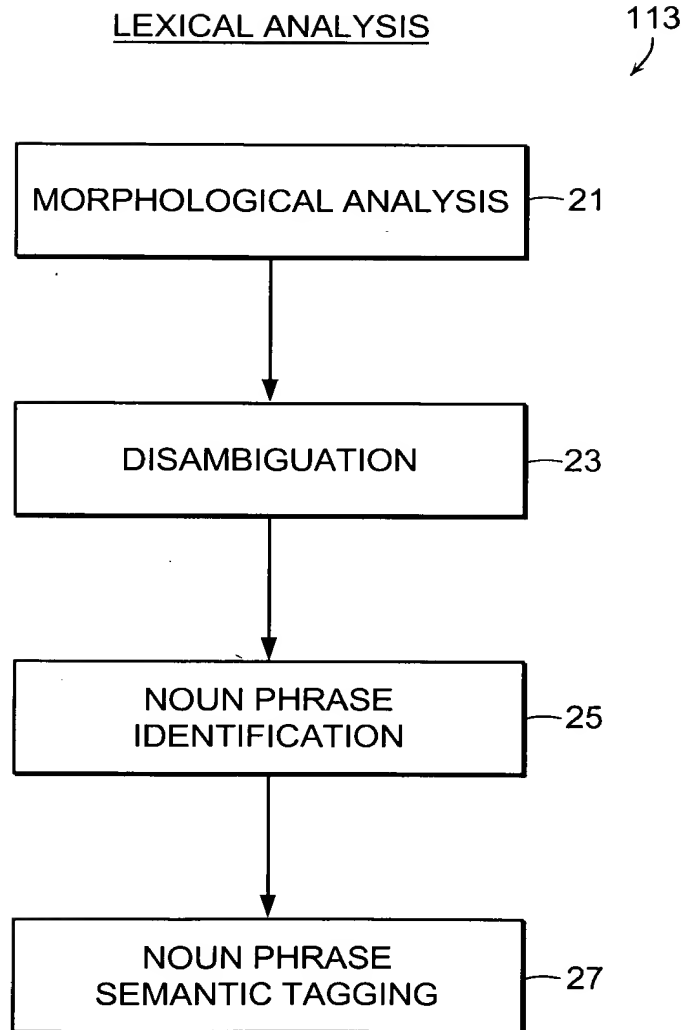 LEXICAL ANALYSIS
113
MORPHOLOGICAL ANALYSIS
21
DISAMBIGUATION
23
NOUN PHRASE
IDENTIFICATION
25
NOUN PHRASE
SEMANTIC TAGGING
27